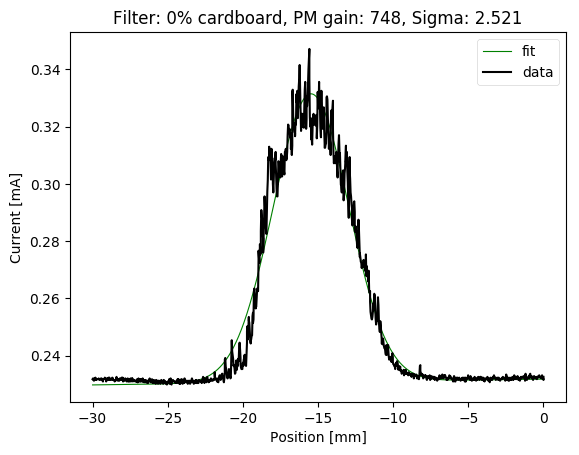 Filter: 0% cardboard, PM gain: 748, Sigma: 2.521
fit
data
0.34
0.32
0.30
0.28
0.26
0.24
Current [mA]
−30
−25
−20
−15
−10
−5
0
Position [mm]